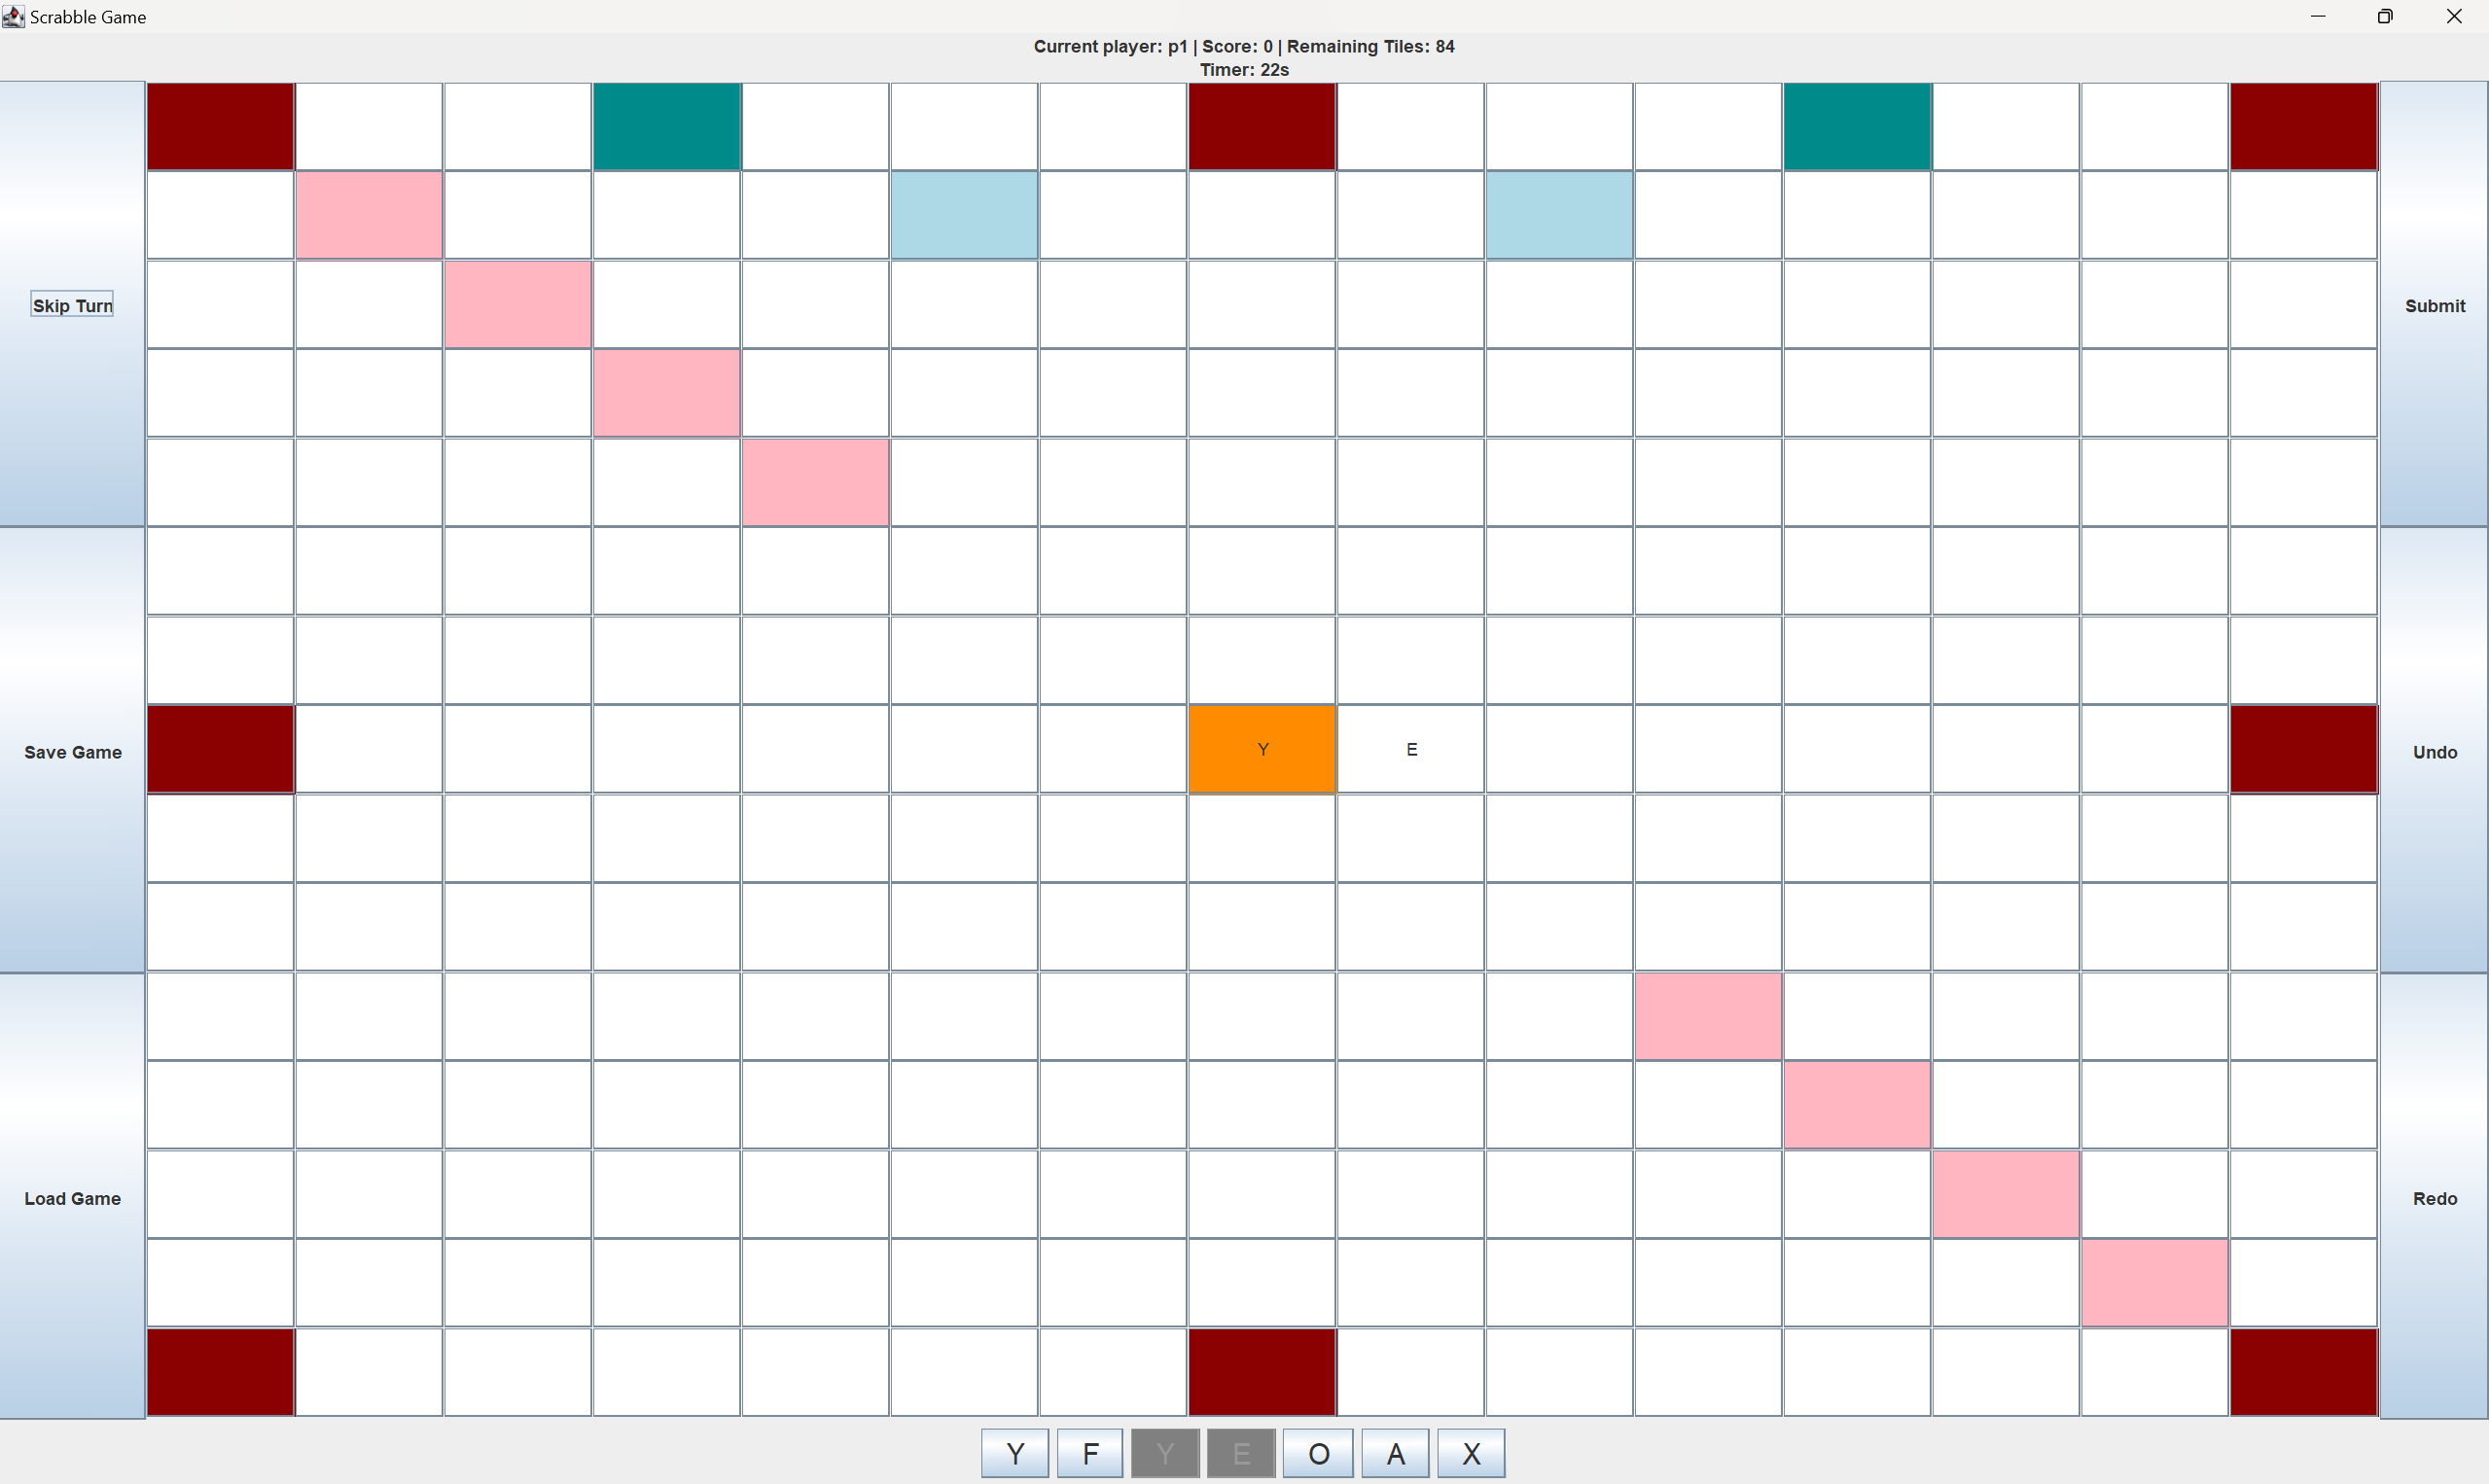 Scrabble Game
Current player: p1 | Score: 0 | Remaining Tiles: 84
Timer: 22s
Skip Turn
Submit
Save Game
Y E
Undo
Load Game
Redo
Y F Y E O A X